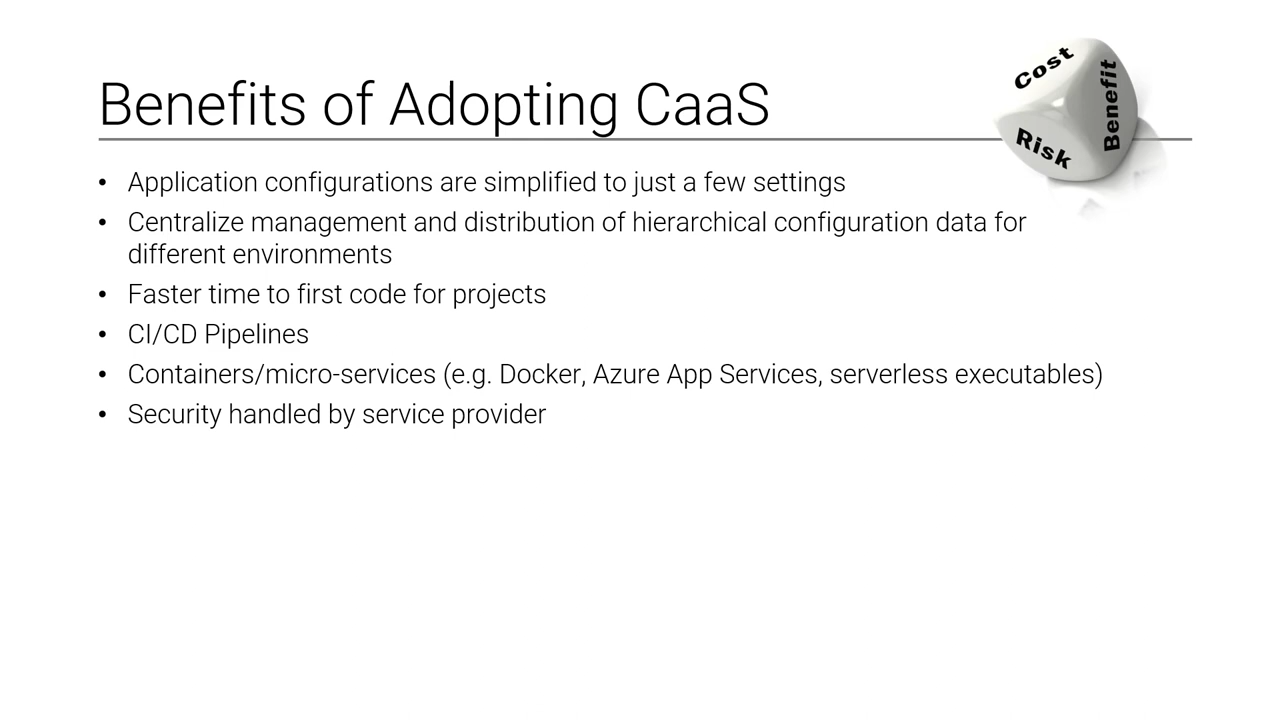 Benefits of Adopting CaaS
Cost
Benefit
Risk
• Application configurations are simplified to just a few settings
• Centralize management and distribution of hierarchical configuration data for
different environments
• Faster time to first code for projects
• CI/CD Pipelines
• Containers/micro-services (e.g. Docker, Azure App Services, serverless executables)
• Security handled by service provider